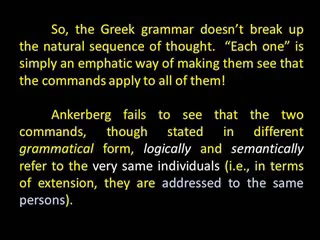 So, the Greek grammar doesn’t break up
the natural sequence of thought. “Each one” is
simply an emphatic way of making them see that
the commands apply to all of them!
Ankerberg fails to see that the two
commands, though stated in different
grammatical form, logically and semantically
refer to the very same individuals (i.e., in terms
of extension, they are addressed to the same
persons).